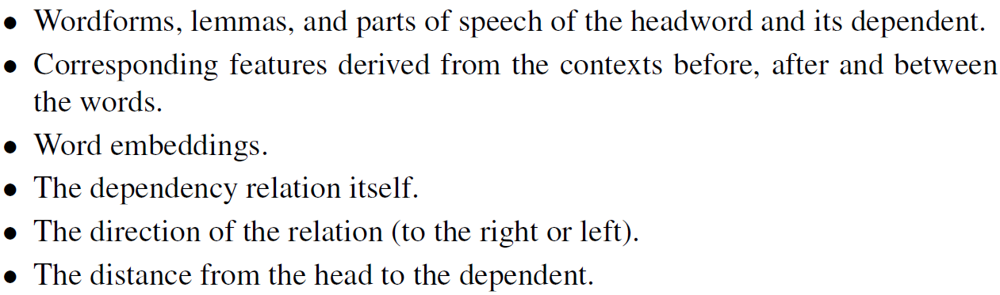 • Wordforms, lemmas, and parts of speech of the headword and its dependent.
• Corresponding features derived from the contexts before, after and between
the words.
• Word embeddings.
• The dependency relation itself.
• The direction of the relation (to the right or left).
• The distance from the head to the dependent.